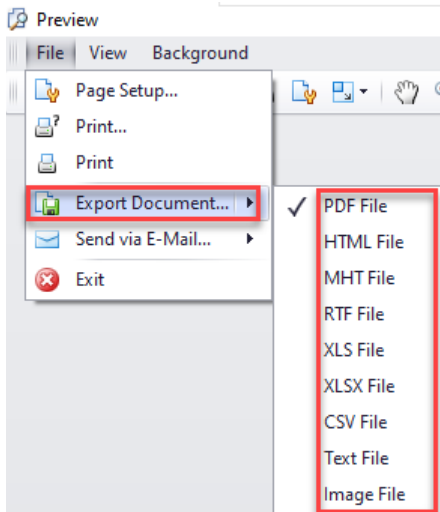 Preview
File View Background
Page Setup...
Print...
Print
Export Document...
Send via E-Mail...
Exit
PDF File
HTML File
MHT File
RTF File
XLS File
XLSX File
CSV File
Text File
Image File